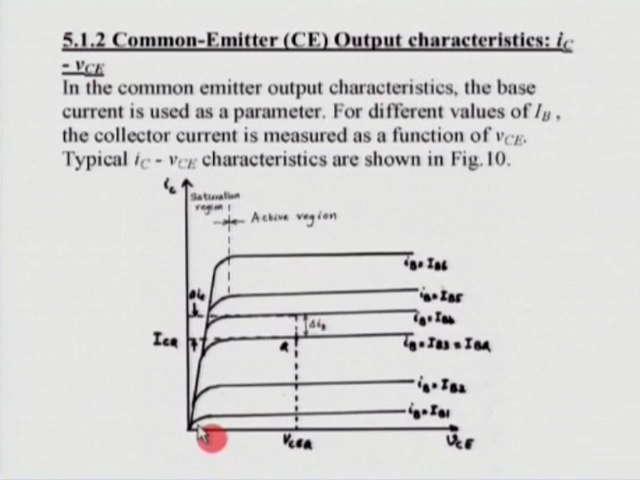 5.1.2 Common-Emitter (CE) Output characteristics: iC
- vCE
In the common emitter output characteristics, the base
current is used as a parameter. For different values of IB ,
the collector current is measured as a function of vCE.
Typical iC - vCE characteristics are shown in Fig.10.
ic
Saturation
region
Active region
iB = IB6
ΔiC
iB = IB5
iB = IB4
ΔiB
ICQ
Q
iB = IB3 = IBQ
iB = IB2
iB = IB1
VCEQ
VCE